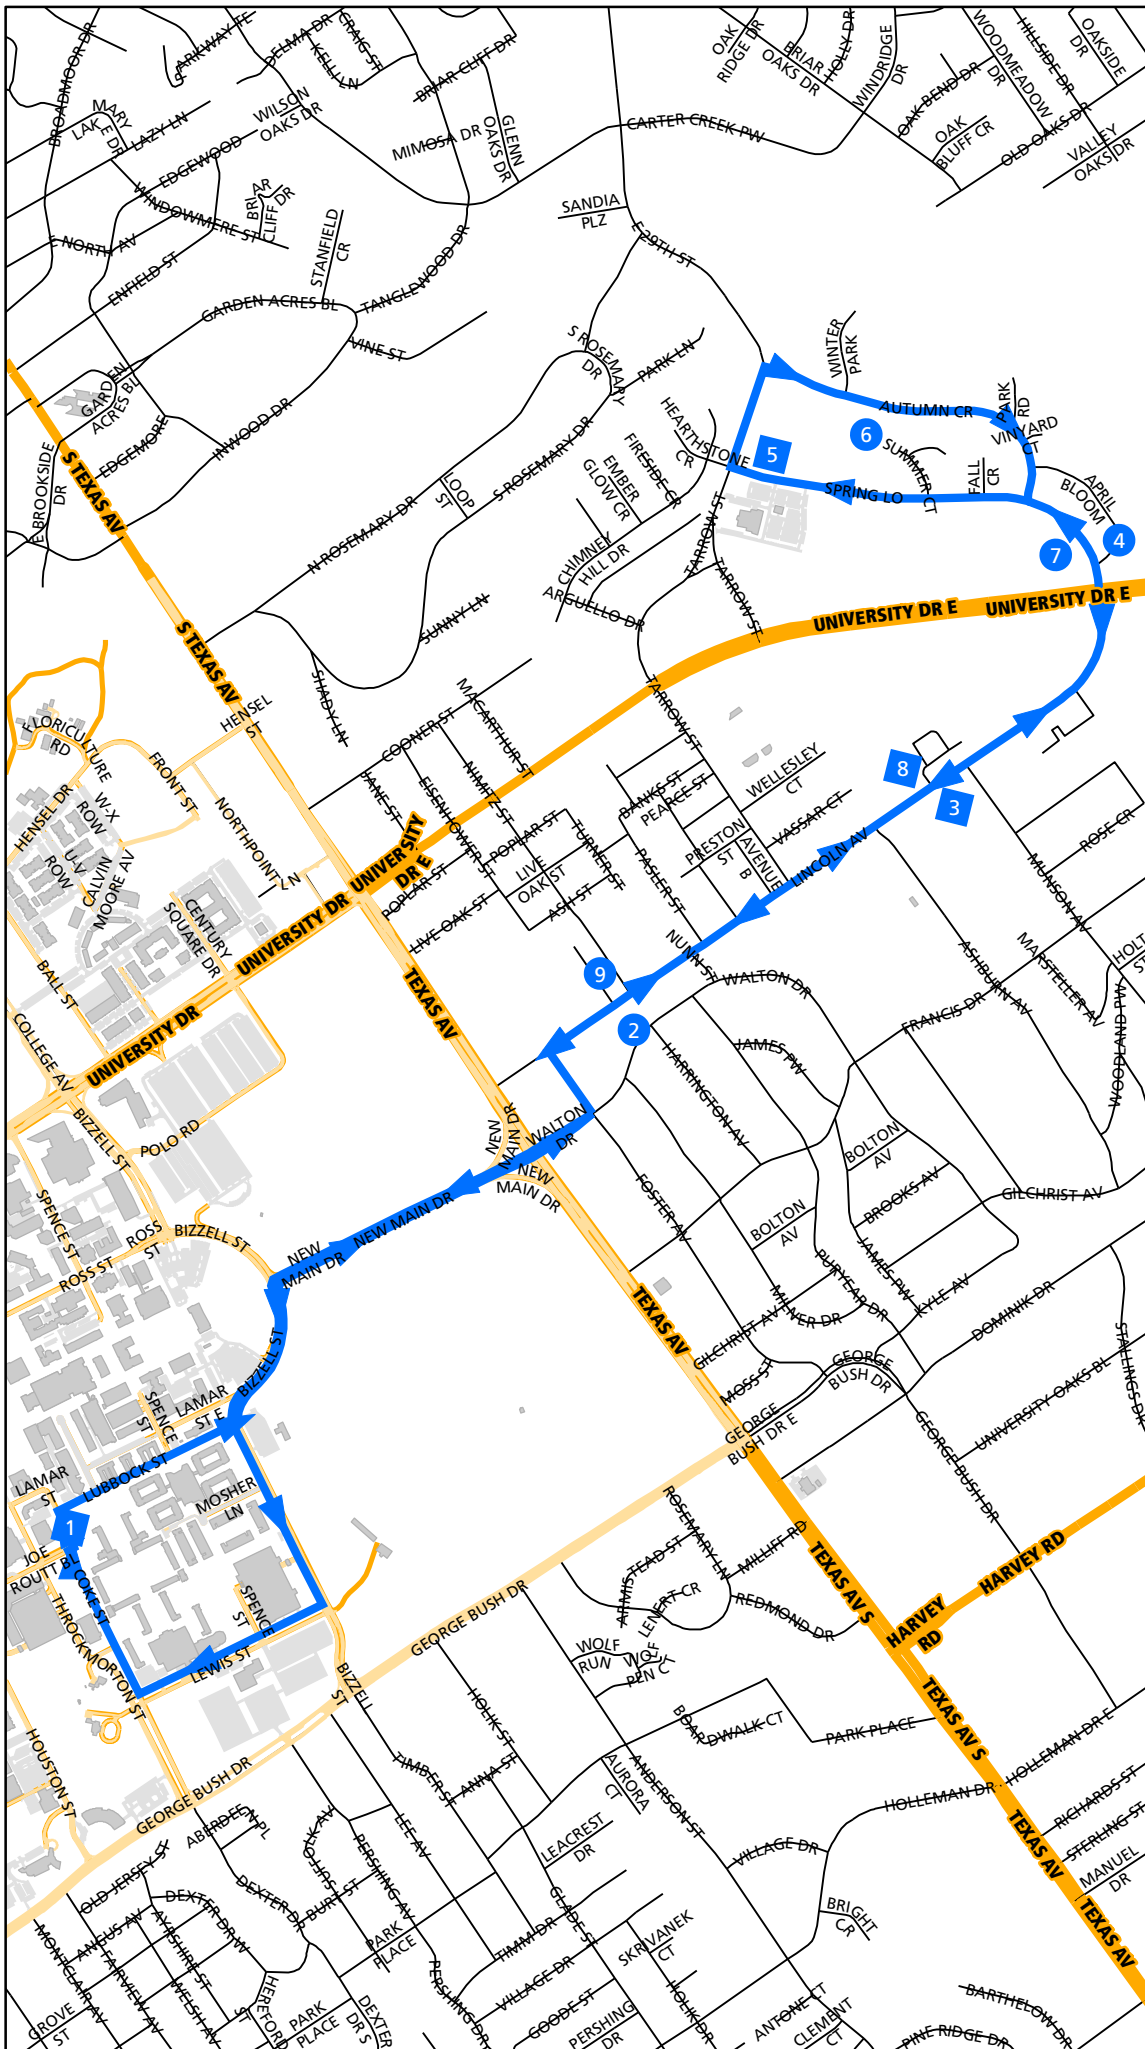 BROADMOOR DR
PARKWAY TE
DELMA DR
CRAIG ST
KELLI LN
BRIAR CLIFF DR
OAK
RIDGE DR
BRIAR
OAKS DR
HOLLY DR
WINDRIDGE
DR
WOODMEADOW
DR
HILLSIDE DR
OAKSIDE
DR
OAK BEND DR
OAK
BLUFF CR
OLD OAKS DR
VALLEY
OAKS DR
MARY
LAKE DR
LAZY LN
EDGEWOOD
WILSON
OAKS DR
MIMOSA DR
GLENN
OAKS DR
CARTER CREEK PW
WINDOWMERE ST
BRIAR
CLIFF DR
STANFIELD
CR
SANDIA
PLZ
E 29TH ST
E NORTH AV
ENFIELD ST
GARDEN ACRES BL
TANGLEWOOD DR
VINE ST
S ROSEMARY
DR
PARK LN
WINTER
PARK
AUTUMN CR
PARK
RD
VINYARD
CT
6
5
GARDEN
ACRES BL
EDGEMORE
INWOOD DR
E BROOKSIDE
DR
S TEXAS AV
LOOP
ST
S ROSEMARY DR
N ROSEMARY DR
HEARTHSTONE
CR
FIRESIDE CR
EMBER
GLOW CR
CHIMNEY
HILL DR
ARGUELLO DR
TARROW ST
TARROW ST
SUMMER
CT
FALL
CR
SPRING LO
APRIL
BLOOM
4
7
UNIVERSITY DR E
UNIVERSITY DR E
S TEXAS AV
SUNNY LN
SHADY LN
HENSEL
ST
COONER ST
MACARTHUR ST
TARROW ST
FLORICULTURE
RD
HENSEL DR
FRONT ST
NORTHPOINT LN
W-X
ROW
U-V
ROW
CALVIN
MOORE AV
CENTURY
SQUARE DR
JANE ST
EISENHOWER ST
NIMITZ ST
POPLAR ST
POPLAR ST
LIVE
OAK ST
LIVE OAK ST
ASH ST
TURNER ST
BANKS ST
PEARCE ST
PASLER ST
PRESTON
ST
AVENUE
B
WELLESLEY
CT
VASSAR CT
LINCOLN AV
8
3
ROSE CR
MUNSON AV
UNIVERSITY
DR E
UNIVERSITY DR
UNIVERSITY DR
BALL ST
COLLEGE AV
TEXAS AV
9
2
NUNN ST
WALTON DR
ASHBURN AV
MARSTELLER AV
HOLT
ST
WOODLAND PW
FRANCIS DR
JAMES PW
HARRINGTON AV
BIZZELL ST
POLO RD
NEW
MAIN DR
WALTON
DR
NEW
MAIN DR
NEW MAIN DR
NEW
MAIN DR
BOLTON
AV
BOLTON
AV
BROOKS AV
GILCHRIST AV
SPENCE ST
ROSS
ST
ROSS ST
BIZZELL ST
FOSTER AV
PURYEAR DR
JAMES PW
KYLE AV
DOMINIK DR
MILNER DR
GILCHRIST AV
TEXAS AV
STALLINGS DR
BIZZELL ST
LAMAR
ST E
SPENCE
ST
MOSS ST
GEORGE
BUSH DR
GEORGE
BUSH DR E
UNIVERSITY OAKS BL
GEORGE BUSH DR
LAMAR
ST
LUBBOCK ST
MOSHER
LN
1
JOE
ROUTT BL
COKE ST
THROCKMORTON ST
SPENCE
ST
LEWIS ST
ROSEMARY LN
MILLIFF RD
ARMISTEAD ST
LENERT CR
REDMOND DR
TEXAS AV S
HARVEY
RD
HARVEY RD
WOLF
RUN
WOLF
PEN CT
GEORGE BUSH DR
BIZZELL
ST
HOLIK ST
BOARDWALK CT
PARK PLACE
TEXAS AV S
HOLLEMAN DR E
HOLLEMAN DR
HOUSTON ST
GEORGE BUSH DR
TIMBER ST
ANNA ST
AURORA
CT
ANDERSON ST
RICHARDS ST
STERLING ST
MANUEL
DR
TEXAS AV
ABERDEEN PL
SUFFOLK AV
LEE AV
LEACREST
DR
VILLAGE DR
OLD JERSEY ST
DEXTER DR W
DEXTER DR
BURT ST
PERSHING AV
GLADE ST
BRIGHT
CR
ANGUS AV
AYRSHIRE ST
PARK
PLACE
TIMM DR
SKRIVANEK
CT
TEXAS AV
MONTCLAIR AV
FAIRVIEW AV
WELSH AV
HEREFORD
ST
PERSHING DR
VILLAGE DR
GOODE ST
HOLIK DR
BARTHELOW DR
GROVE
ST
PARK
PLACE
DEXTER
DR S
PERSHING
DR
ANTONE CT
CLEMENT
CT
PINE RIDGE DR